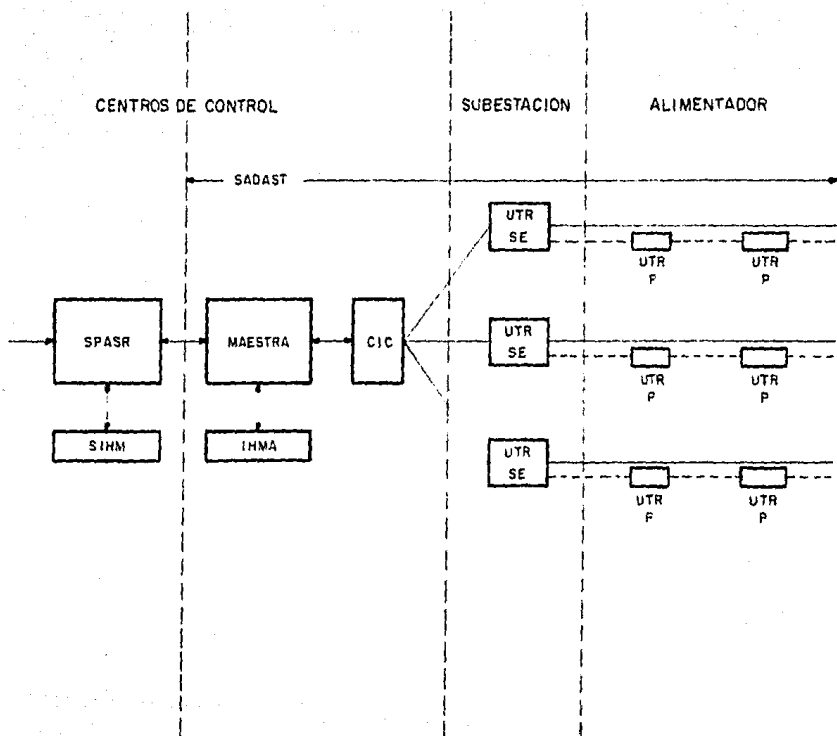 CENTROS DE CONTROL
SUBESTACION
ALIMENTADOR
SADAST
UTR
SE
UTR
P
UTR
P
SPASR
MAESTRA
CIC
UTR
SE
UTR
P
UTR
P
SIHM
IHMA
UTR
SE
UTR
P
UTR
P